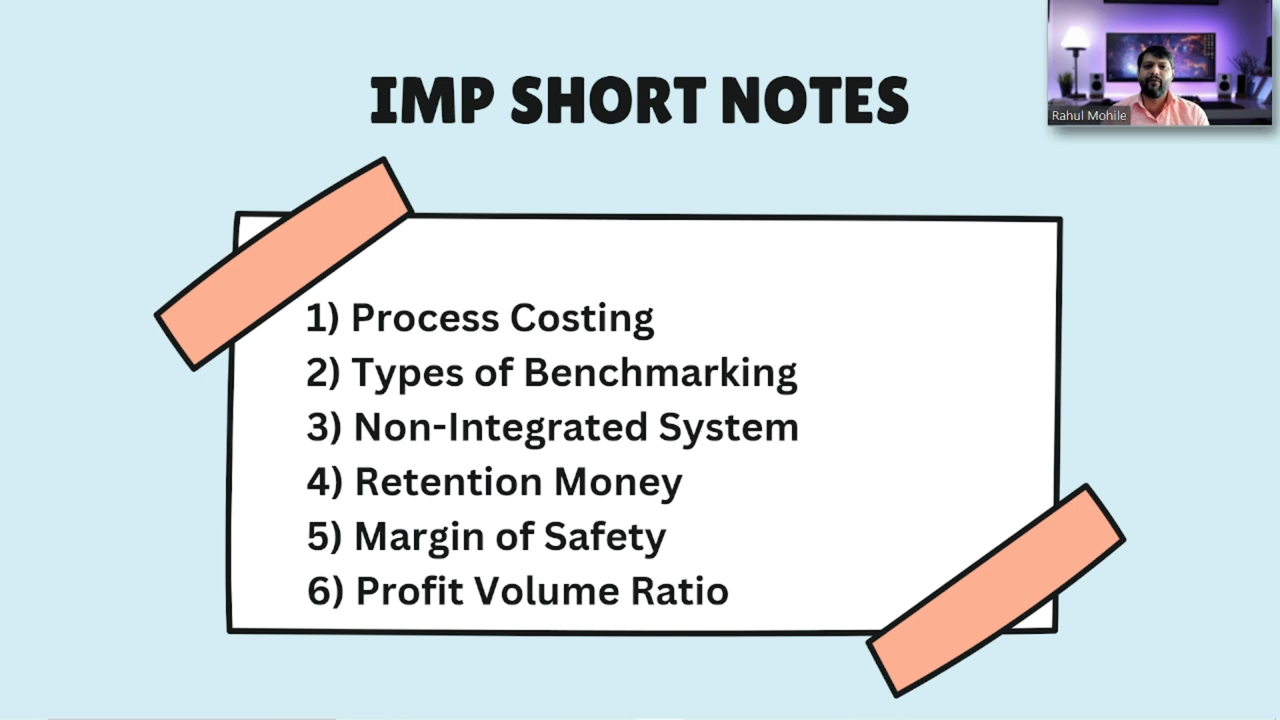 IMP SHORT NOTES
Rahul Mohile
1) Process Costing
2) Types of Benchmarking
3) Non-Integrated System
4) Retention Money
5) Margin of Safety
6) Profit Volume Ratio